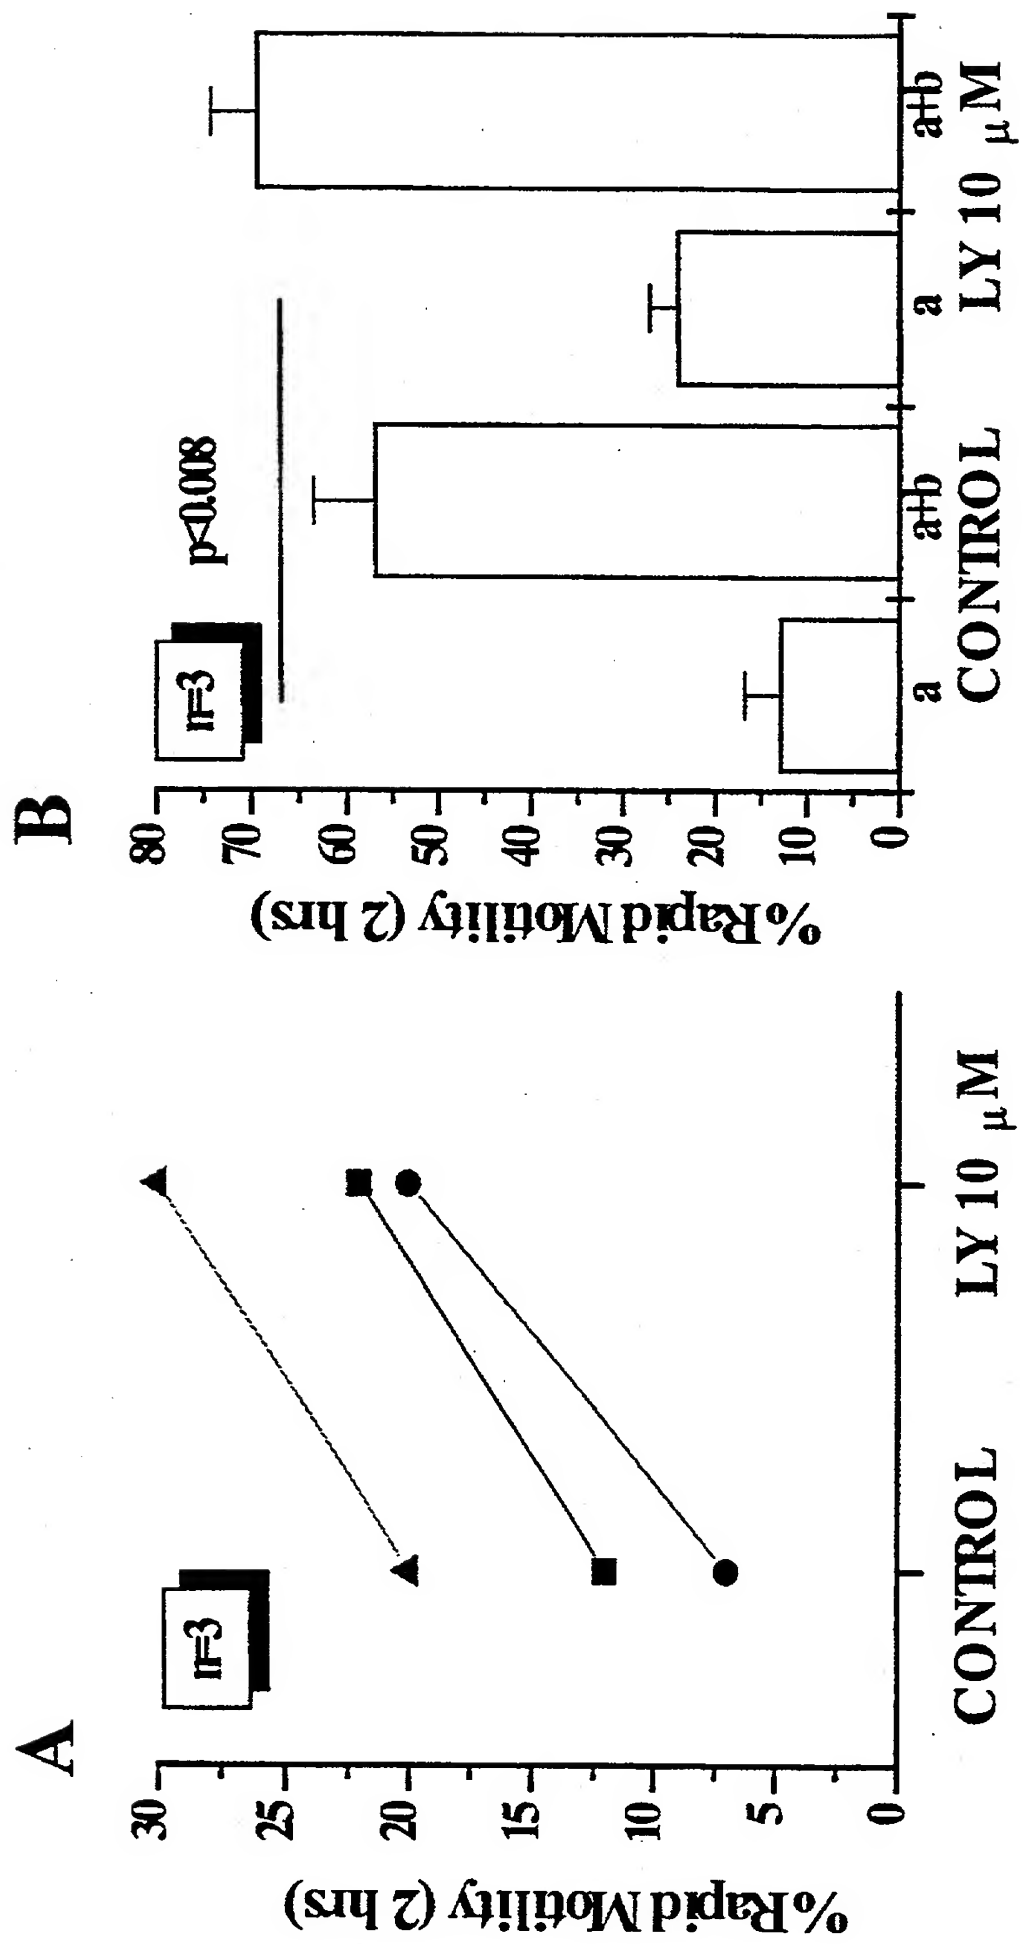 A
n=3
%Rapid Motility (2 hrs)
30
25
20
15
10
5
0
CONTROL LY 10 μM
B
n=3
p<0.008
%Rapid Motility (2 hrs)
80
70
60
50
40
30
20
10
0
a a+b a a+b
CONTROL LY 10 μM